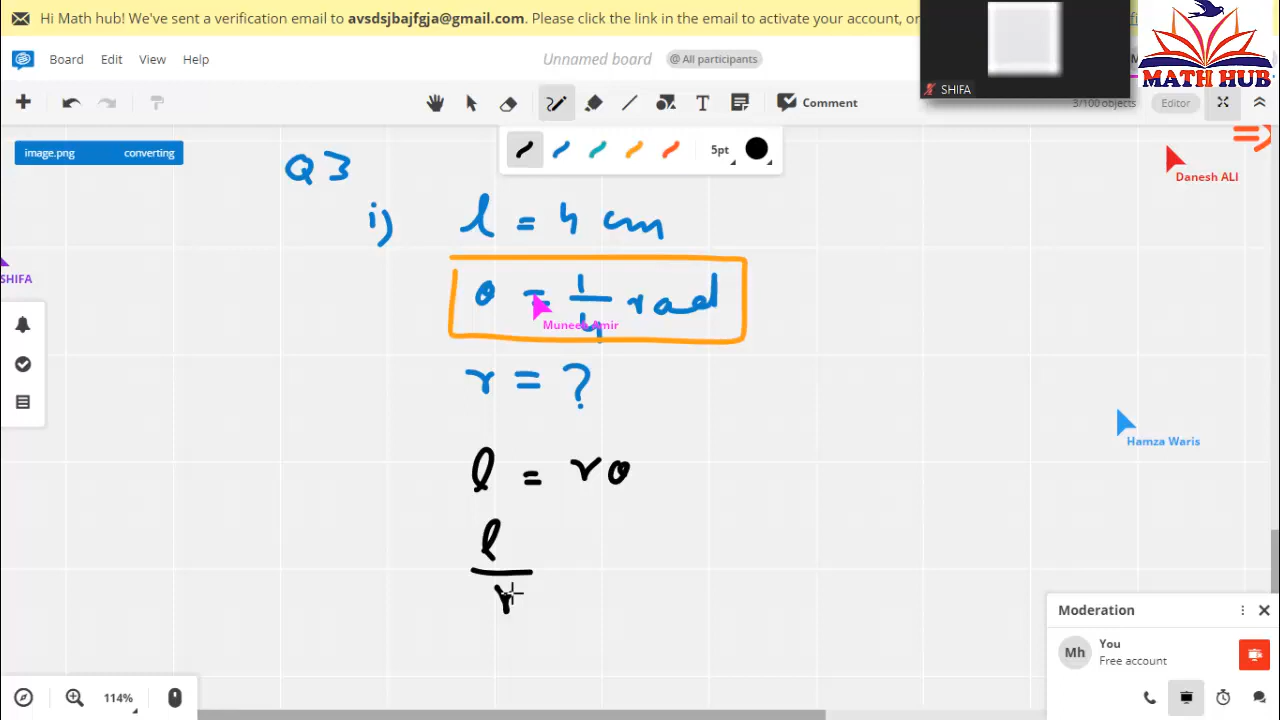 Hi Math hub! We've sent a verification email to avsdsjbajfgja@gmail.com. Please click the link in the email to activate your account, or
MATH HUB
SHIFA
Board Edit View Help
Unnamed board @ All participants
Comment
3/100 objects
Editor
image.png converting
5pt
Q3
Danesh ALI
i) l = 4 cm
SHIFA
θ = 1/4 rad
Muneeb Amir
r = ?
Hamza Waris
l = rθ
l
r
Moderation
You
Mh
Free account
114%